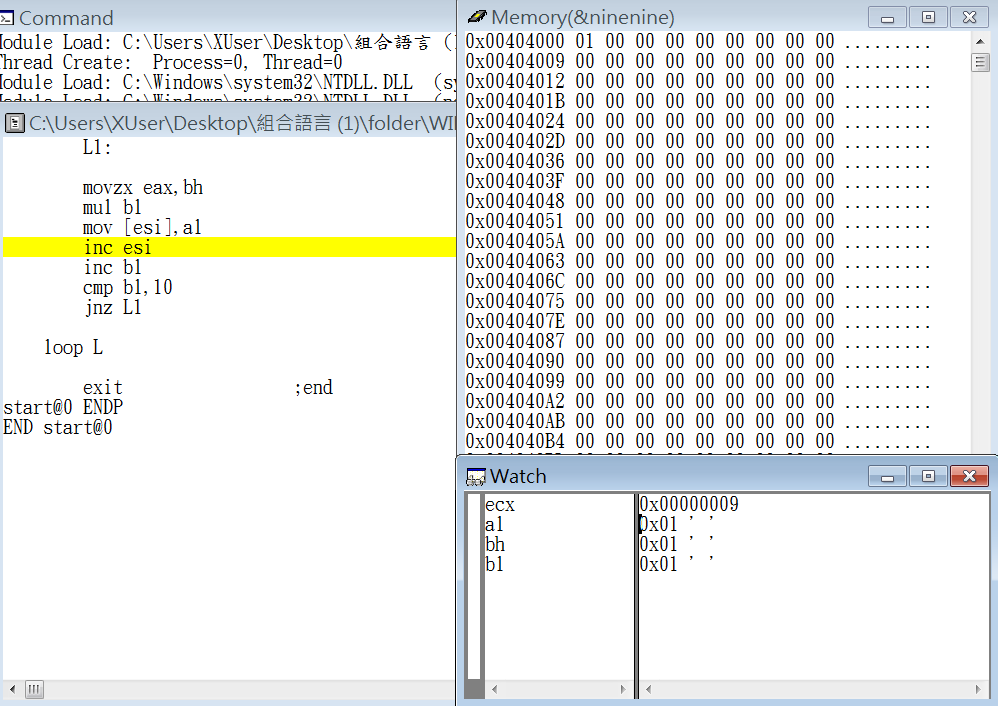 Command
Module Load: C:\Users\XUser\Desktop\組合語言 (
Thread Create:  Process=0, Thread=0
Module Load: C:\Windows\system32\NTDLL.DLL  (sy
C:\Users\XUser\Desktop\組合語言 (1)\folder\WI
L1:
movzx eax,bh
mul bl
mov [esi],al
inc esi
inc bl
cmp bl,10
jnz L1
loop L
exit ;end
start@0 ENDP
END start@0
Memory(&ninenine)
0x00404000 01 00 00 00 00 00 00 00 00 .........
0x00404009 00 00 00 00 00 00 00 00 00 .........
0x00404012 00 00 00 00 00 00 00 00 00 .........
0x0040401B 00 00 00 00 00 00 00 00 00 .........
0x00404024 00 00 00 00 00 00 00 00 00 .........
0x0040402D 00 00 00 00 00 00 00 00 00 .........
0x00404036 00 00 00 00 00 00 00 00 00 .........
0x0040403F 00 00 00 00 00 00 00 00 00 .........
0x00404048 00 00 00 00 00 00 00 00 00 .........
0x00404051 00 00 00 00 00 00 00 00 00 .........
0x0040405A 00 00 00 00 00 00 00 00 00 .........
0x00404063 00 00 00 00 00 00 00 00 00 .........
0x0040406C 00 00 00 00 00 00 00 00 00 .........
0x00404075 00 00 00 00 00 00 00 00 00 .........
0x0040407E 00 00 00 00 00 00 00 00 00 .........
0x00404087 00 00 00 00 00 00 00 00 00 .........
0x00404090 00 00 00 00 00 00 00 00 00 .........
0x00404099 00 00 00 00 00 00 00 00 00 .........
0x004040A2 00 00 00 00 00 00 00 00 00 .........
0x004040AB 00 00 00 00 00 00 00 00 00 .........
0x004040B4 00 00 00 00 00 00 00 00 00 .........
Watch
ecx 0x00000009
al 0x01 ' '
bh 0x01 ' '
bl 0x01 ' '